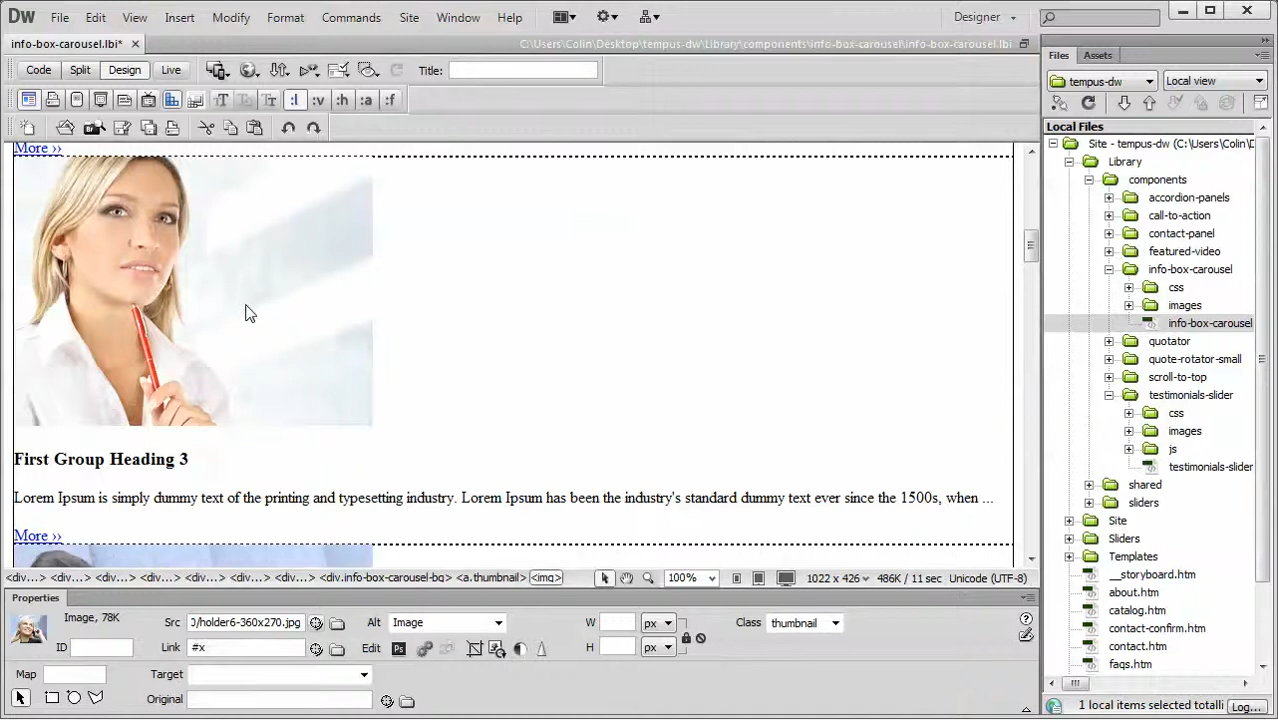 Dw File Edit View Insert Modify Format Commands Site Window Help Designer
info-box-carousel.lbi* C:\Users\Colin\Desktop\tempus-dw\Library\components\info-box-carousel\info-box-carousel.lbi
Code Split Design Live Title:
:l :v :h :a :f
More ››
First Group Heading 3
Lorem Ipsum is simply dummy text of the printing and typesetting industry. Lorem Ipsum has been the industry's standard dummy text ever since the 1500s, when ...
More ››
<div...> <div...> <div...> <div...> <div...> <div...> <div...> <div.info-box-carousel-bg> <a.thumbnail> <img> 100% 1022 x 426 486K / 11 sec Unicode (UTF-8)
Properties
Image, 78K Src 0/holder6-360x270.jpg Alt Image W px Class thumbnail
ID Link #x Edit Ps H px
Map Target
Original
Files Assets
tempus-dw Local view
Local Files
Site - tempus-dw (C:\Users\Colin\D
Library
components
accordion-panels
call-to-action
contact-panel
featured-video
info-box-carousel
css
images
info-box-carousel
quotator
quote-rotator-small
scroll-to-top
testimonials-slider
css
images
js
testimonials-slider
shared
sliders
Site
Sliders
Templates
__storyboard.htm
about.htm
catalog.htm
contact-confirm.htm
contact.htm
faqs.htm
1 local items selected totalli Log...